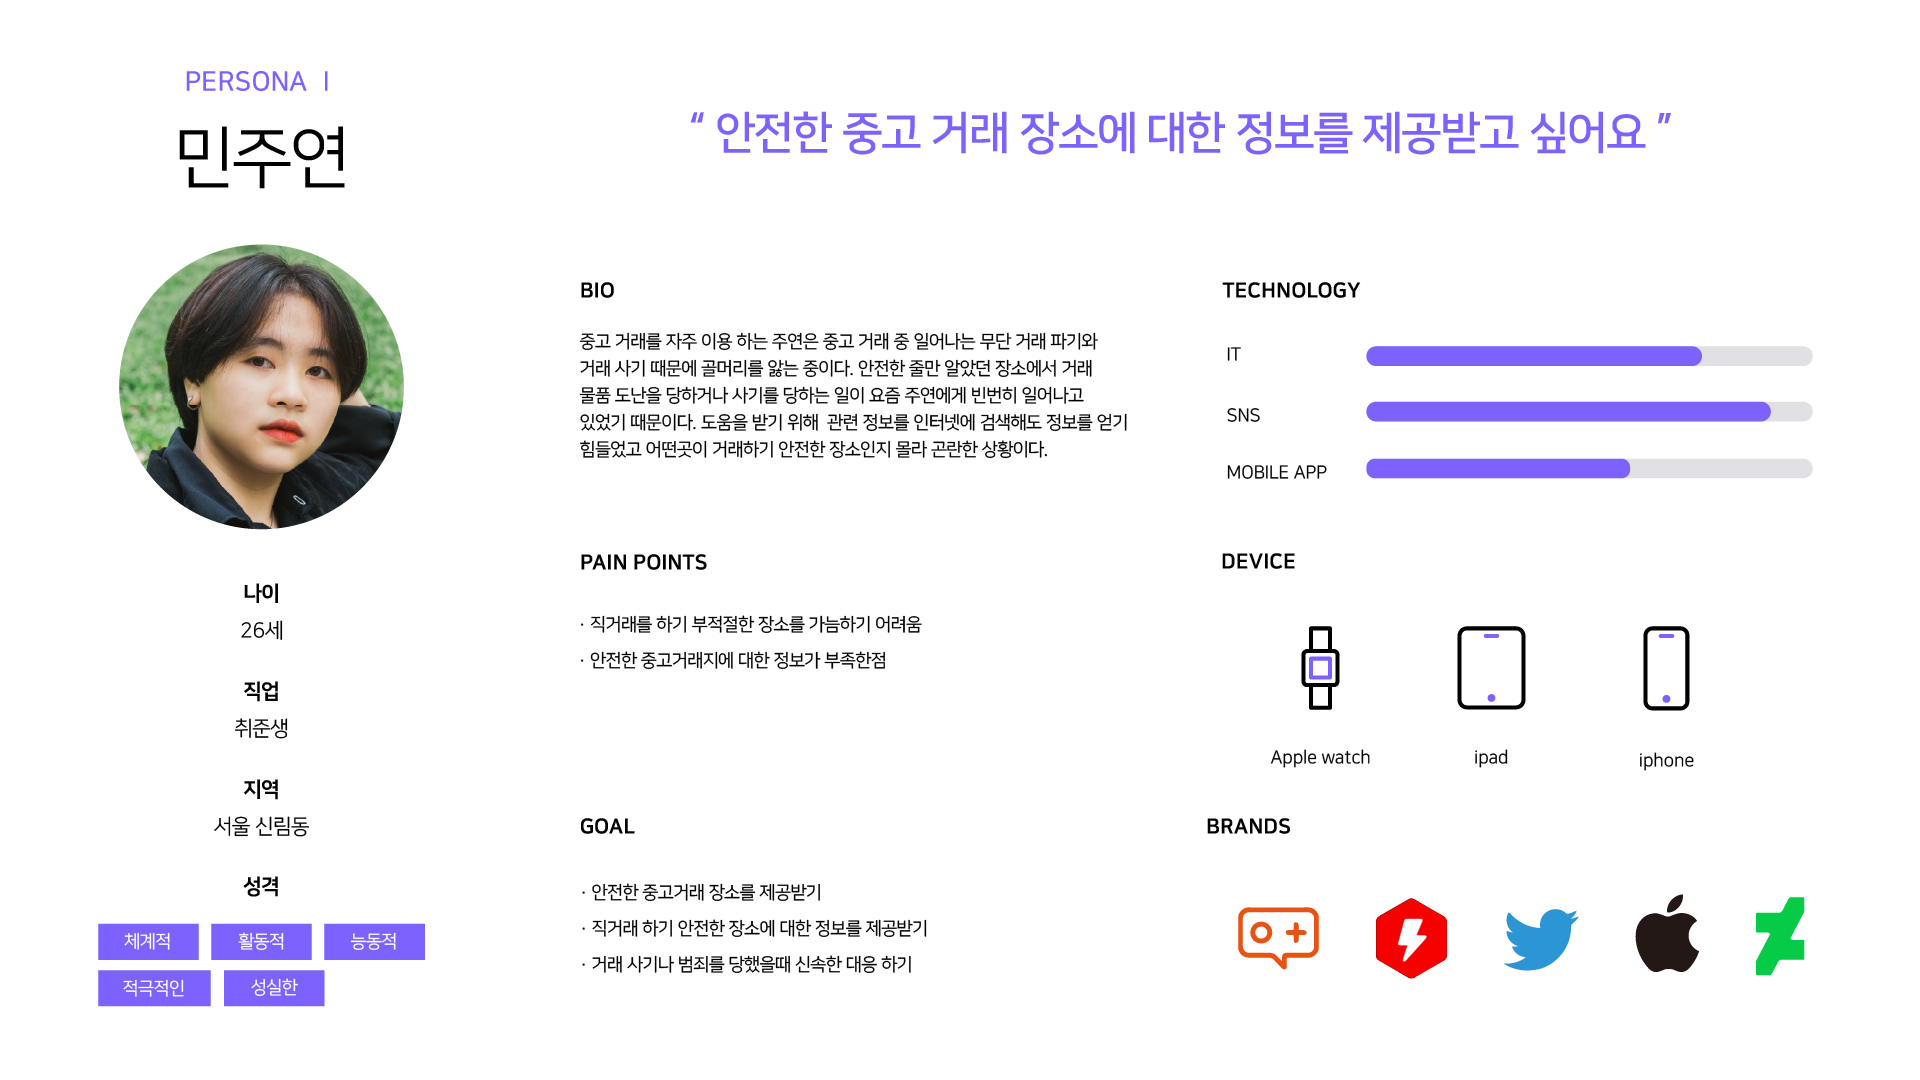 PERSONA I
민주연
“ 안전한 중고 거래 장소에 대한 정보를 제공받고 싶어요 ”
나이
26세
직업
취준생
지역
서울 신림동
성격
체계적
활동적
능동적
적극적인
성실한
BIO
중고 거래를 자주 이용 하는 주연은 중고 거래 중 일어나는 무단 거래 파기와
거래 사기 때문에 골머리를 앓는 중이다. 안전한 줄만 알았던 장소에서 거래
물품 도난을 당하거나 사기를 당하는 일이 요즘 주연에게 빈번히 일어나고
있었기 때문이다. 도움을 받기 위해 관련 정보를 인터넷에 검색해도 정보를 얻기
힘들었고 어떤곳이 거래하기 안전한 장소인지 몰라 곤란한 상황이다.
PAIN POINTS
· 직거래를 하기 부적절한 장소를 가늠하기 어려움
· 안전한 중고거래지에 대한 정보가 부족한점
GOAL
· 안전한 중고거래 장소를 제공받기
· 직거래 하기 안전한 장소에 대한 정보를 제공받기
· 거래 사기나 범죄를 당했을때 신속한 대응 하기
TECHNOLOGY
IT
SNS
MOBILE APP
DEVICE
Apple watch
ipad
iphone
BRANDS